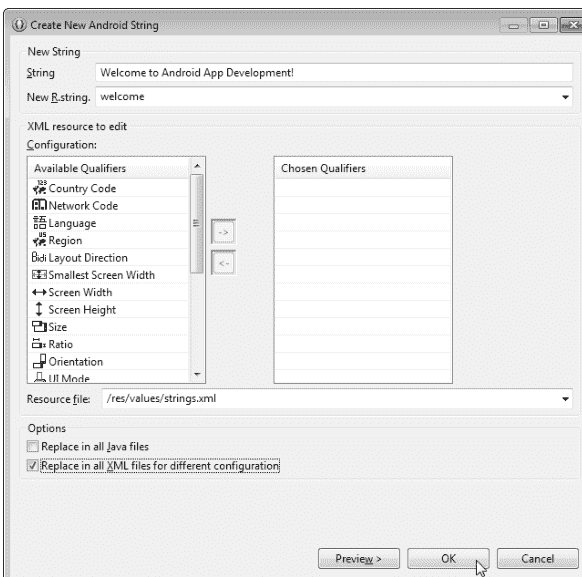 Create New Android String
New String
String Welcome to Android App Development!
New R.string. welcome
XML resource to edit
Configuration:
Available Qualifiers
Chosen Qualifiers
Country Code
Network Code
Language
Region
Layout Direction
Smallest Screen Width
Screen Width
Screen Height
Size
Ratio
Orientation
UI Mode
->
<-
Resource file: /res/values/strings.xml
Options
Replace in all Java files
Replace in all XML files for different configuration
Preview >
OK
Cancel